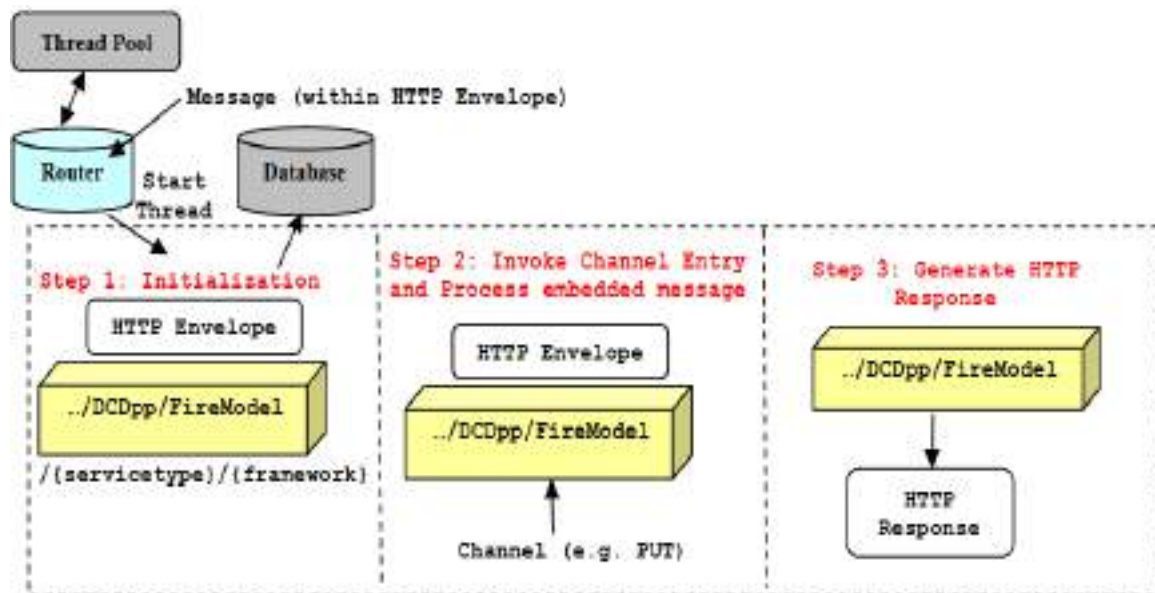 Thread Pool
Message (within HTTP Envelope)
Router
Database
Start
Thread
Step 1: Initialization
HTTP Envelope
../DCDpp/FireModel
/{servicetype}/{framework}
Step 2: Invoke Channel Entry
and Process embedded message
HTTP Envelope
../DCDpp/FireModel
Channel (e.g. PUT)
Step 3: Generate HTTP
Response
../DCDpp/FireModel
HTTP
Response